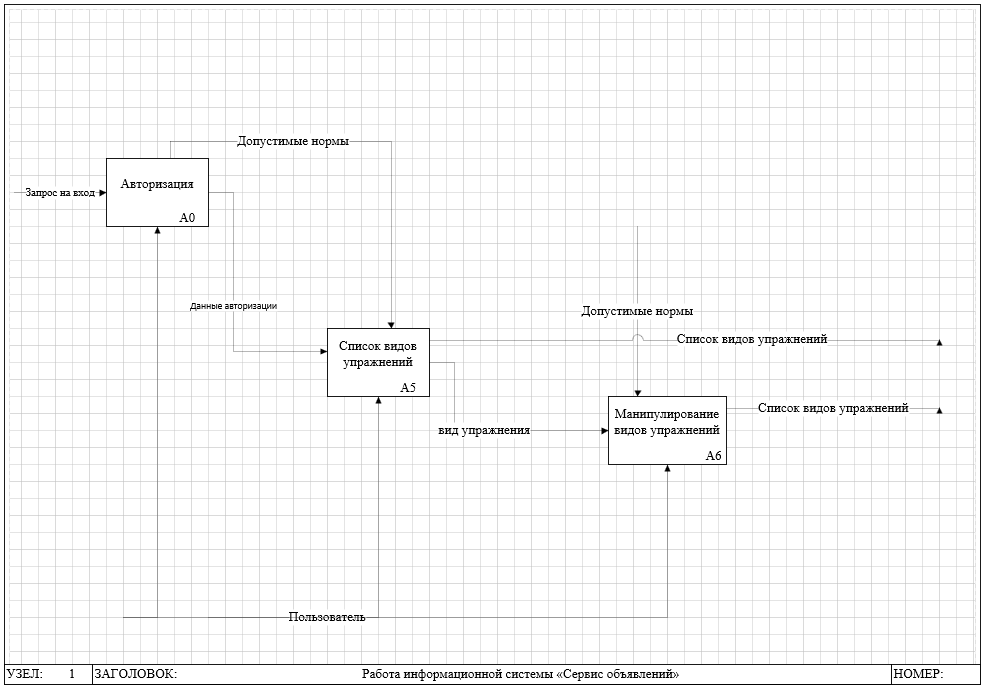 Допустимые нормы
Авторизация
Запрос на вход
A0
Данные авторизации
Допустимые нормы
Список видов
упражнений
A5
Список видов упражнений
Список видов упражнений
Манипулирование
видов упражнений
A6
вид упражнения
Пользователь
УЗЕЛ: 1 ЗАГОЛОВОК: Работа информационной системы «Сервис объявлений» НОМЕР: